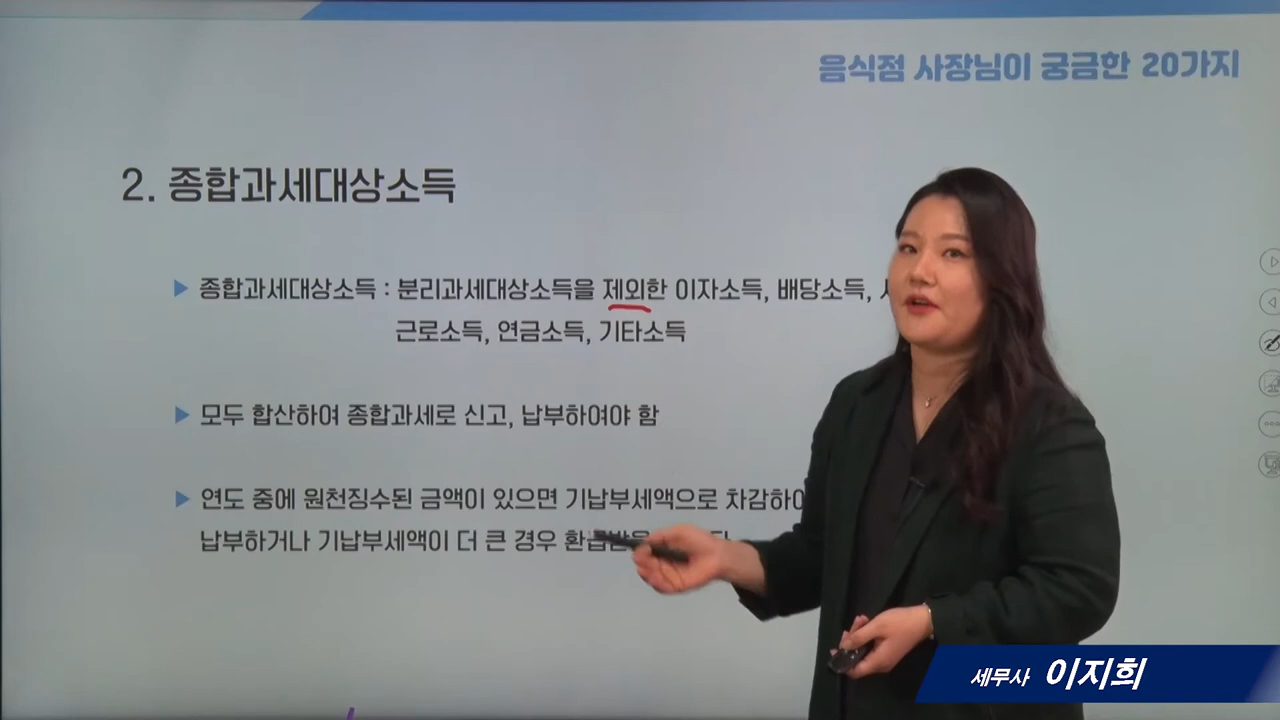 음식점 사장님이 궁금한 20가지
2. 종합과세대상소득
▶ 종합과세대상소득 : 분리과세대상소득을 제외한 이자소득, 배당소득,
근로소득, 연금소득, 기타소득
▶ 모두 합산하여 종합과세로 신고, 납부하여야 함
▶ 연도 중에 원천징수된 금액이 있으면 기납부세액으로 차감하여
납부하거나 기납부세액이 더 큰 경우
세무사 이지희